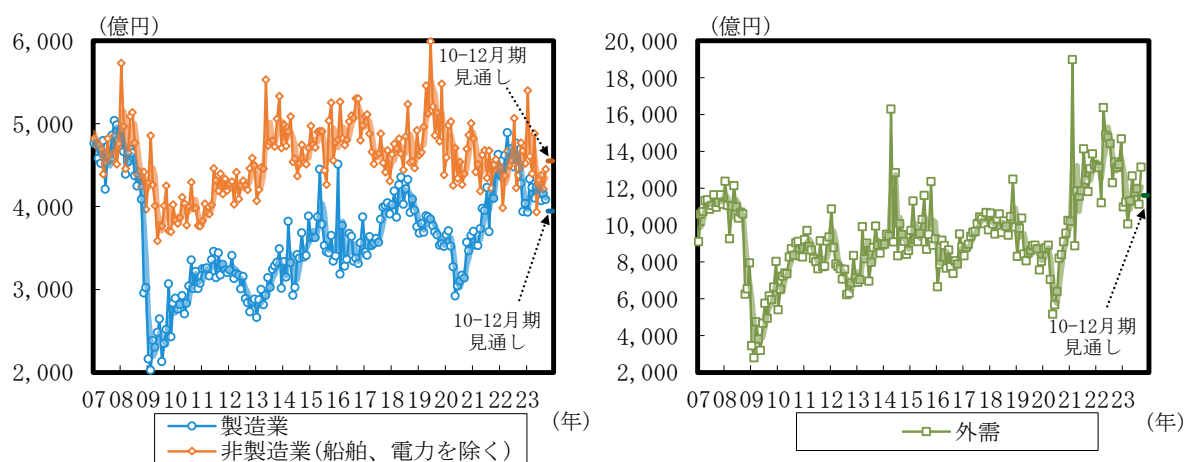 (億円)
6,000
5,000
4,000
3,000
2,000
07 08 09 10 11 12 13 14 15 16 17 18 19 20 21 22 23
(年)
10-12月期
見通し
10-12月期
見通し
製造業
非製造業(船舶、電力を除く)
(億円)
20,000
18,000
16,000
14,000
12,000
10,000
8,000
6,000
4,000
2,000
07 08 09 10 11 12 13 14 15 16 17 18 19 20 21 22 23
(年)
10-12月期
見通し
外需